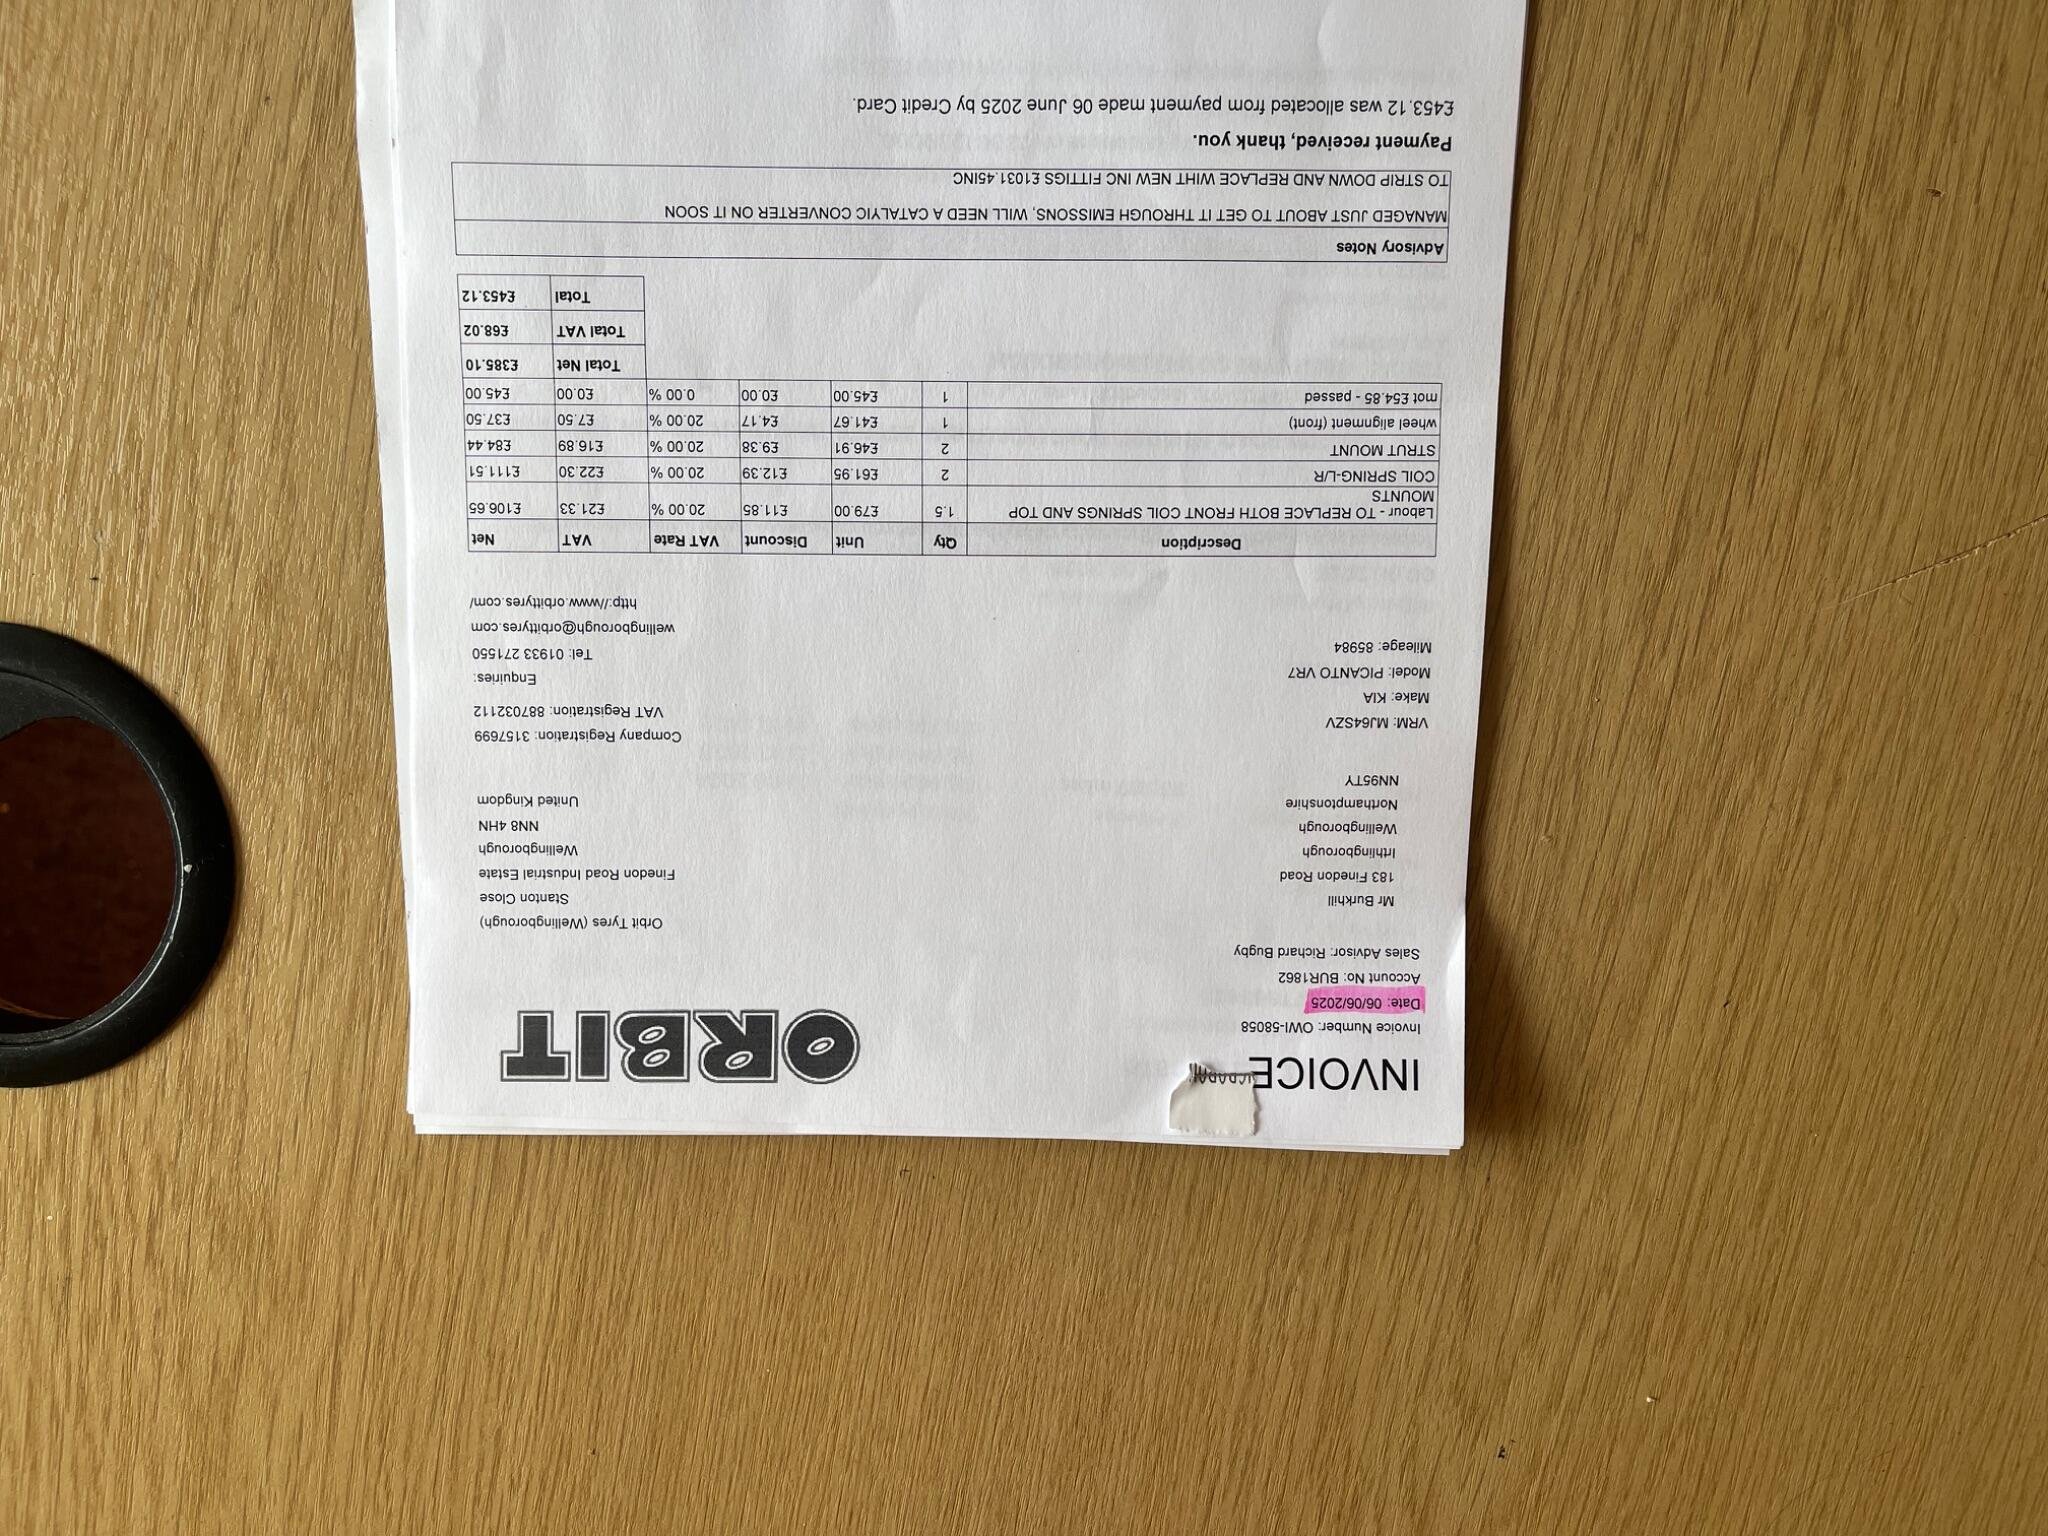 INVOICE
ORBIT
Invoice Number: OWI-58058
Date: 06/06/2025
Account No: BUR1862
Sales Advisor: Richard Bugby
Mr Burkhill
183 Finedon Road
Irthlingborough
Wellingborough
Northamptonshire
NN95TY
Orbit Tyres (Wellingborough)
Stanton Close
Finedon Road Industrial Estate
Wellingborough
NN8 4HN
United Kingdom
VRM: MJ64SZV
Make: KIA
Model: PICANTO VR7
Mileage: 85984
Company Registration: 3157699
VAT Registration: 887032112
Enquiries:
Tel: 01933 271550
wellingborough@orbittyres.com
http://www.orbittyres.com/
Description Qty Unit Discount VAT Rate VAT Net
Labour - TO REPLACE BOTH FRONT COIL SPRINGS AND TOP 1.5 £79.00 £11.85 20.00 % £21.33 £106.65
MOUNTS
COIL SPRING-L/R 2 £61.95 £12.39 20.00 % £22.30 £111.51
STRUT MOUNT 2 £46.91 £9.38 20.00 % £16.89 £84.44
wheel alignment (front) 1 £41.67 £4.17 20.00 % £7.50 £37.50
mot £54.85 - passed 1 £45.00 £0.00 0.00 % £0.00 £45.00
Total Net £385.10
Total VAT £68.02
Total £453.12
Advisory Notes
MANAGED JUST ABOUT TO GET IT THROUGH EMISSONS, WILL NEED A CATALYIC CONVERTER ON IT SOON
TO STRIP DOWN AND REPLACE WIHT NEW INC FITTIGS £1031.45INC
Payment received, thank you.
£453.12 was allocated from payment made 06 June 2025 by Credit Card.